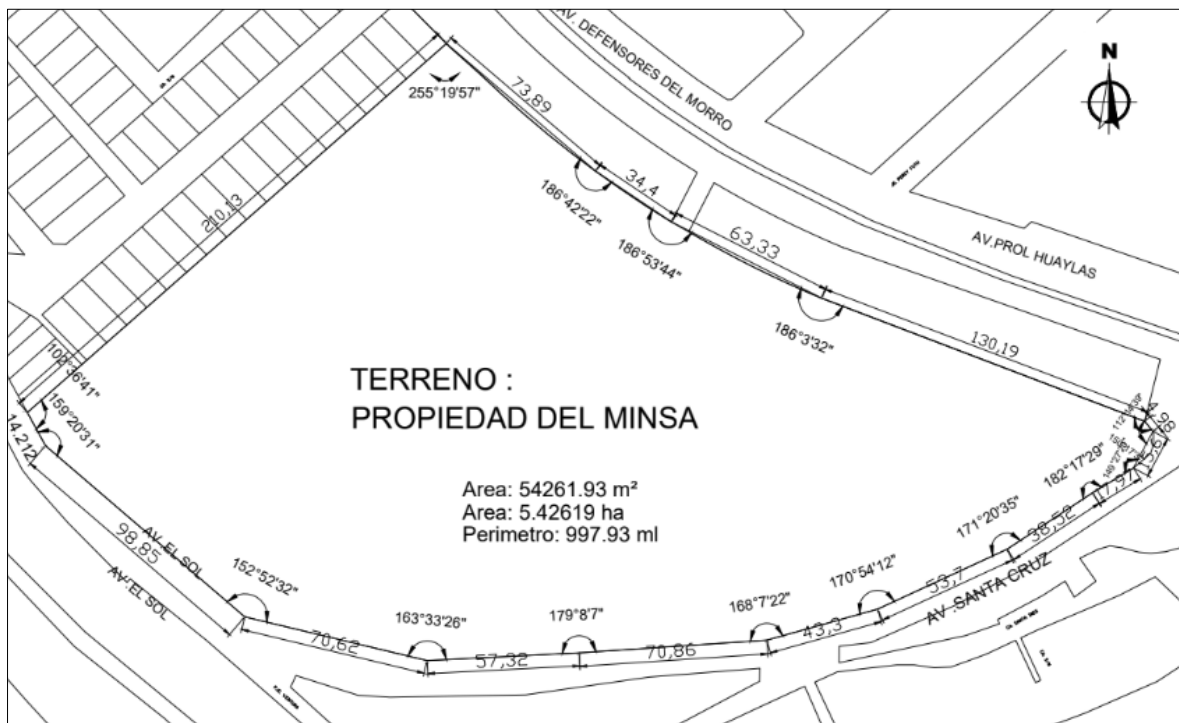 AV. DEFENSORES DEL MORRO
N
CA. S/N
255°19'57"
73,89
JR. PERCY
210,13
186°42'22"
34,4
186°53'44"
63,33
AV.PROL HUAYLAS
186°3'32"
130,19
102°36'41"
159°20'31"
14.212
TERRENO :
PROPIEDAD DEL MINSA
Area: 54261.93 m²
Area: 5.42619 ha
Perimetro: 997.93 ml
182°17'29"
171°20'35"
38,52
170°54'12"
53,7
AV .SANTA CRUZ
AV. EL SOL
98,85
AV. EL SOL
152°52'32"
163°33'26"
179°8'7"
168°7'22"
43,3
70,62
57,32
70,86
CA. S/N